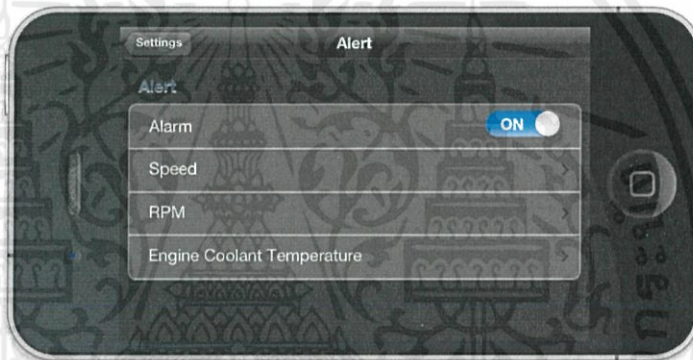 Settings
Alert
Alert
Alarm
ON
Speed
RPM
Engine Coolant Temperature